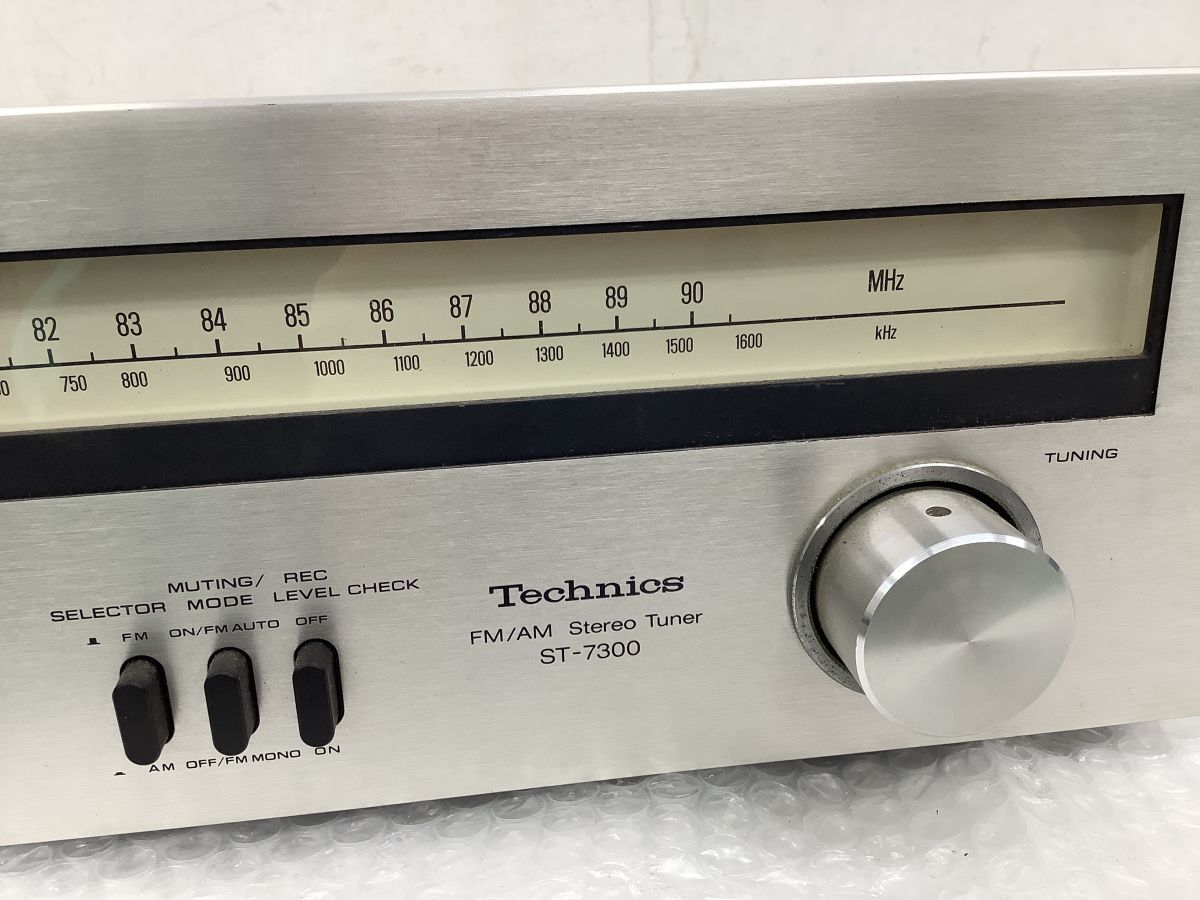 82 83 84 85 86 87 88 89 90 MHz
750 800 900 1000 1100 1200 1300 1400 1500 1600 kHz
TUNING
MUTING/ REC
SELECTOR MODE LEVEL CHECK
FM ON/FM AUTO OFF
AM OFF/FM MONO ON
Technics
FM/AM Stereo Tuner
ST-7300